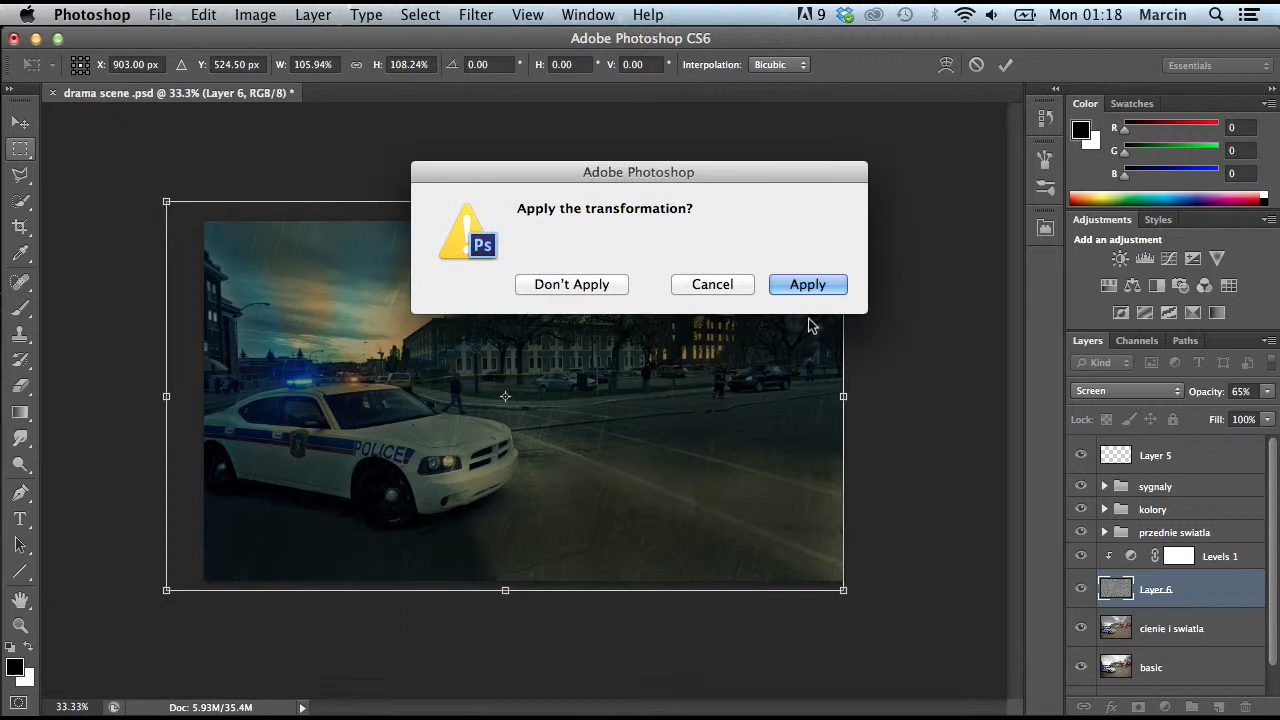 Photoshop File Edit Image Layer Type Select Filter View Window Help 9 Mon 01:18 Marcin
Adobe Photoshop CS6
X: 903.00 px Y: 524.50 px W: 105.94% H: 108.24% 0.00 ° H: 0.00 ° V: 0.00 ° Interpolation: Bicubic Essentials
× drama scene .psd @ 33.3% (Layer 6, RGB/8) *
Color Swatches
R 0
G 0
B 0
Adobe Photoshop
Apply the transformation?
Ps
Don't Apply Cancel Apply
Adjustments Styles
Add an adjustment
Layers Channels Paths
Kind
Screen Opacity: 65%
Lock: Fill: 100%
Layer 5
sygnaly
kolory
przednie swiatla
Levels 1
Layer 6
cienie i swiatla
basic
POLICE
33.33% Doc: 5.93M/35.4M